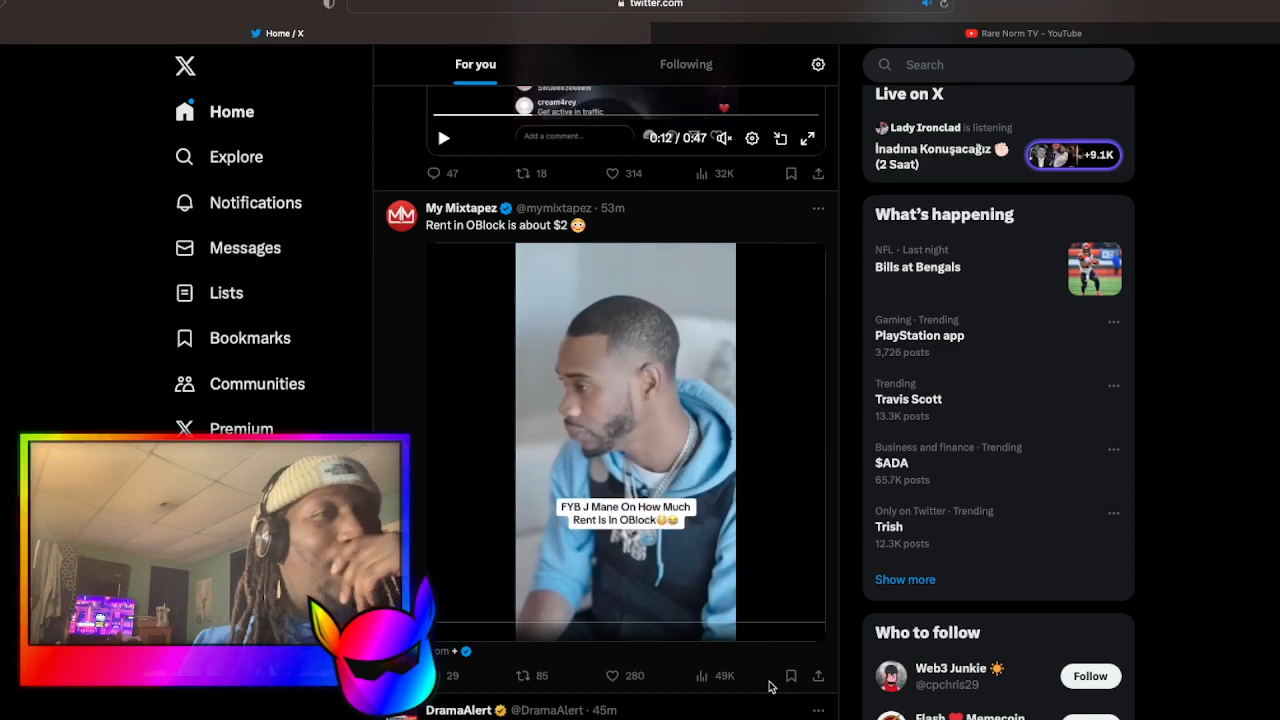 twitter.com
Home / X
Rare Norm TV - YouTube
Home
Explore
Notifications
Messages
Lists
Bookmarks
Communities
Premium
For you
Following
cream4rey
Get active in traffic
Add a comment...
0:12 / 0:47
47
18
314
32K
My Mixtapez @mymixtapez · 53m
Rent in OBlock is about $2 😳
FYB J Mane On How Much
Rent Is In OBlock😳😂
29
85
280
49K
DramaAlert @DramaAlert · 45m
Search
Live on X
Lady Ironclad is listening
İnadına Konuşacağız ✊🏻
(2 Saat)
+9.1K
What's happening
NFL · Last night
Bills at Bengals
Gaming · Trending
PlayStation app
3,726 posts
Trending
Travis Scott
13.3K posts
Business and finance · Trending
$ADA
65.7K posts
Only on Twitter · Trending
Trish
12.3K posts
Show more
Who to follow
Web3 Junkie ☀️
@cpchris29
Follow
Flash ❤️ Memecoin